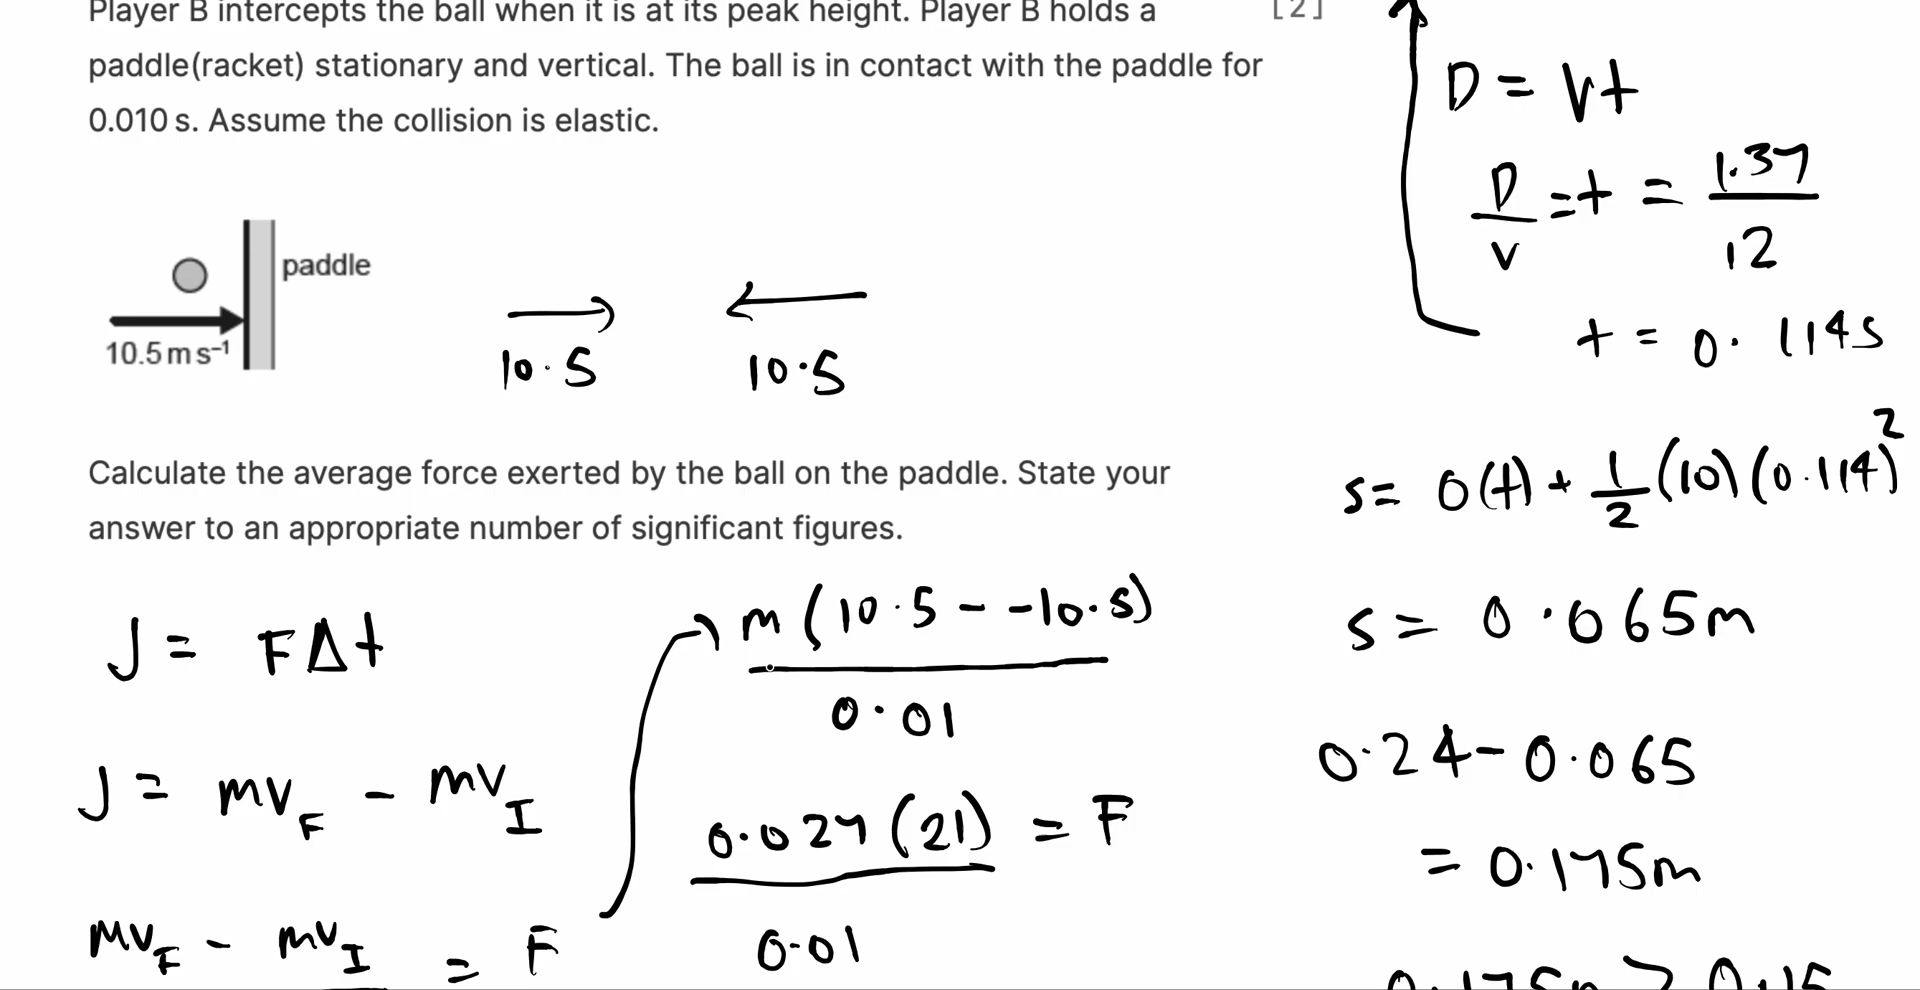 Player B intercepts the ball when it is at its peak height. Player B holds a
[2]
paddle(racket) stationary and vertical. The ball is in contact with the paddle for
0.010 s. Assume the collision is elastic.
paddle
10.5 m s⁻¹
10.5
10.5
Calculate the average force exerted by the ball on the paddle. State your
answer to an appropriate number of significant figures.
J = FΔt
J = mv_F - mv_I
mv_F - mv_I = F
m (10.5 - -10.5)
0.01
0.027 (21) = F
0.01
D = Vt
D/V = t = 1.37/12
t = 0.114s
s = 0(t) + 1/2 (10)(0.114)²
s = 0.065m
0.24 - 0.065
= 0.175m
0.175m > 0.15